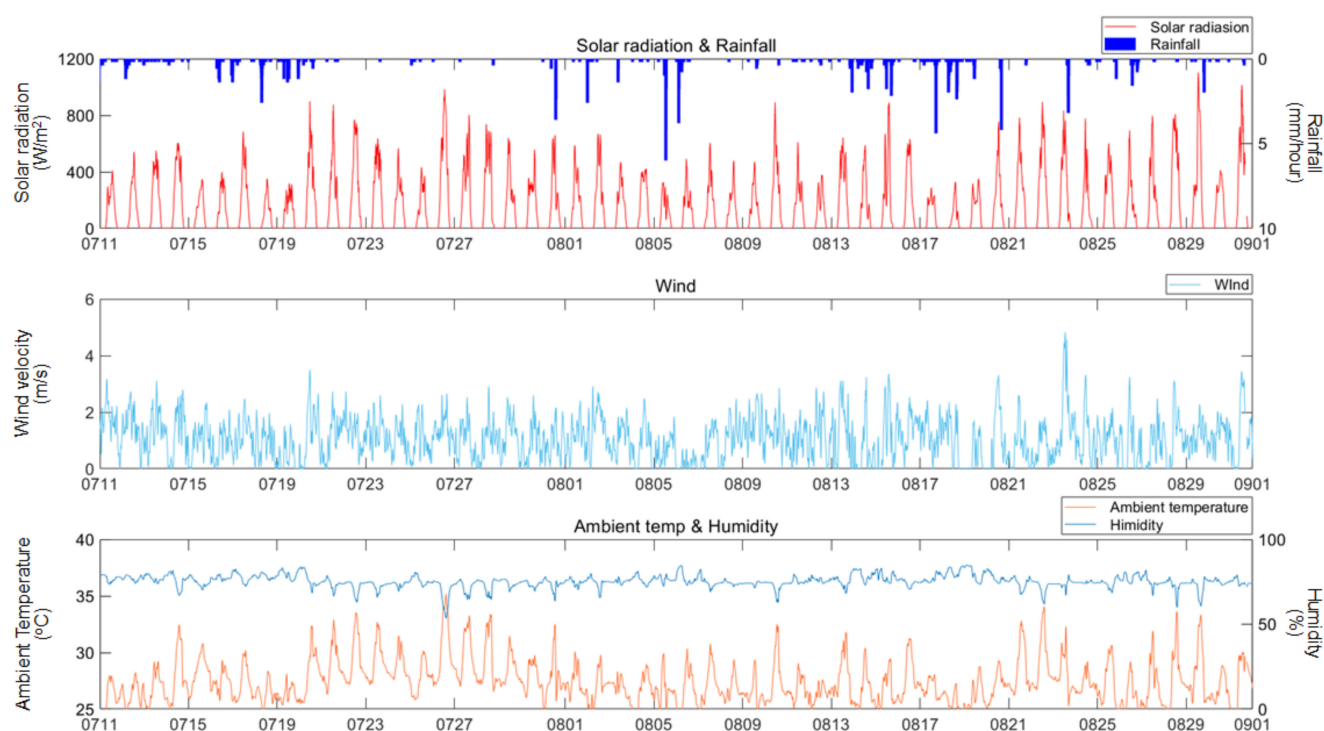 Solar radiation & Rainfall
Solar radiasion
Rainfall
Solar radiation
(W/m²)
1200
800
400
0
0
5
10
Rainfall
(mm/hour)
0711 0715 0719 0723 0727 0801 0805 0809 0813 0817 0821 0825 0829 0901
Wind
WInd
Wind velocity
(m/s)
6
4
2
0
0711 0715 0719 0723 0727 0801 0805 0809 0813 0817 0821 0825 0829 0901
Ambient temp & Humidity
Ambient temperature
Himidity
Ambient Temperature
(ºC)
40
35
30
25
100
50
0
Humidity
(%)
0711 0715 0719 0723 0727 0801 0805 0809 0813 0817 0821 0825 0829 0901